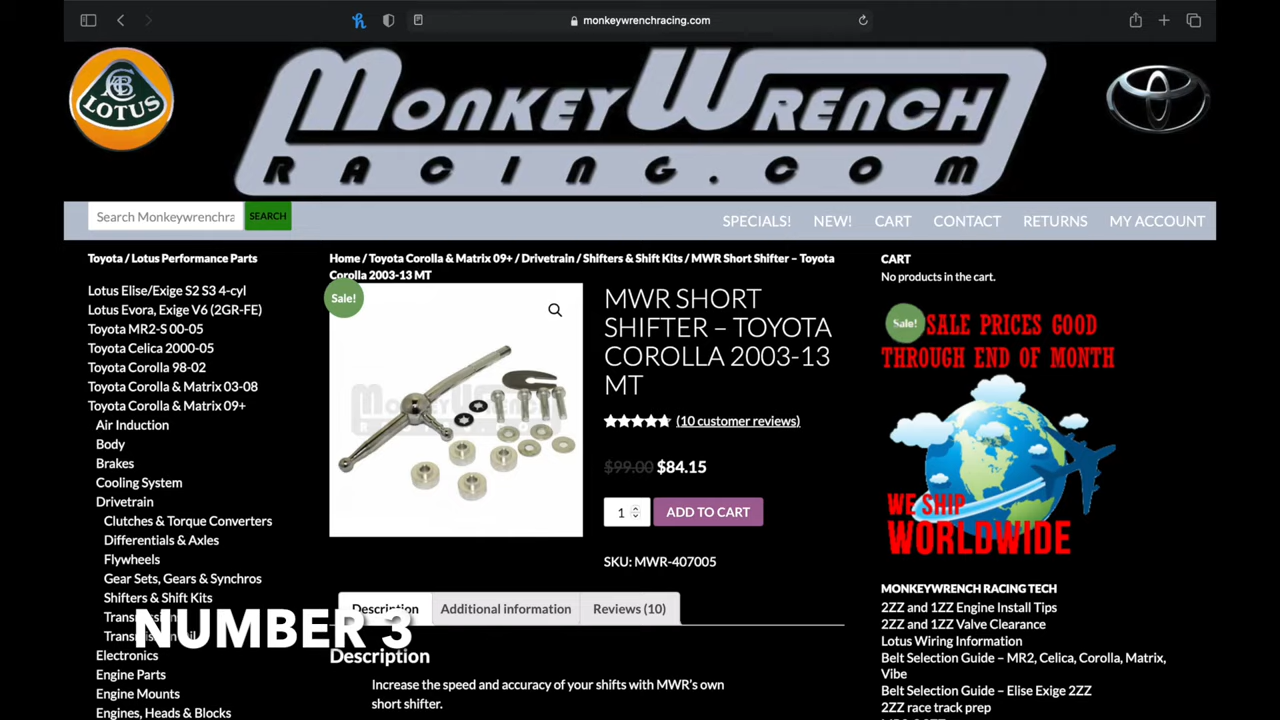 monkeywrenchracing.com
LOTUS
MONKEYWRENCH
RACING.COM
Search Monkeywrenchra
SEARCH
SPECIALS!
NEW!
CART
CONTACT
RETURNS
MY ACCOUNT
Toyota / Lotus Performance Parts
Lotus Elise/Exige S2 S3 4-cyl
Lotus Evora, Exige V6 (2GR-FE)
Toyota MR2-S 00-05
Toyota Celica 2000-05
Toyota Corolla 98-02
Toyota Corolla & Matrix 03-08
Toyota Corolla & Matrix 09+
Air Induction
Body
Brakes
Cooling System
Drivetrain
Clutches & Torque Converters
Differentials & Axles
Flywheels
Gear Sets, Gears & Synchros
Shifters & Shift Kits
NUMBER 3
Electronics
Engine Parts
Engine Mounts
Engines, Heads & Blocks
Home / Toyota Corolla & Matrix 09+ / Drivetrain / Shifters & Shift Kits / MWR Short Shifter – Toyota
Corolla 2003-13 MT
Sale!
MWR SHORT
SHIFTER – TOYOTA
COROLLA 2003-13
MT
(10 customer reviews)
$99.00 $84.15
1
ADD TO CART
SKU: MWR-407005
Description
Additional information
Reviews (10)
Description
Increase the speed and accuracy of your shifts with MWR's own
short shifter.
CART
No products in the cart.
Sale!
SALE PRICES GOOD
THROUGH END OF MONTH
WE SHIP
WORLDWIDE
MONKEYWRENCH RACING TECH
2ZZ and 1ZZ Engine Install Tips
2ZZ and 1ZZ Valve Clearance
Lotus Wiring Information
Belt Selection Guide – MR2, Celica, Corolla, Matrix,
Vibe
Belt Selection Guide – Elise Exige 2ZZ
2ZZ race track prep